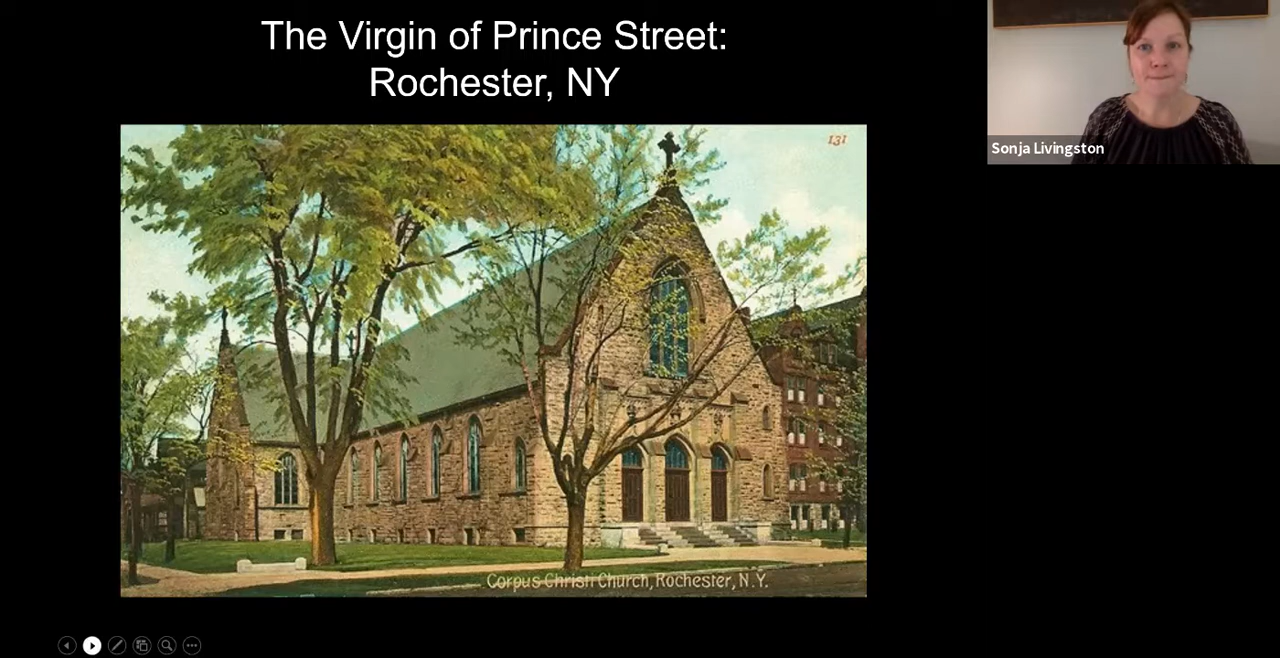 The Virgin of Prince Street:
Rochester, NY
131
Corpus Christi Church, Rochester, N.Y.
Sonja Livingston